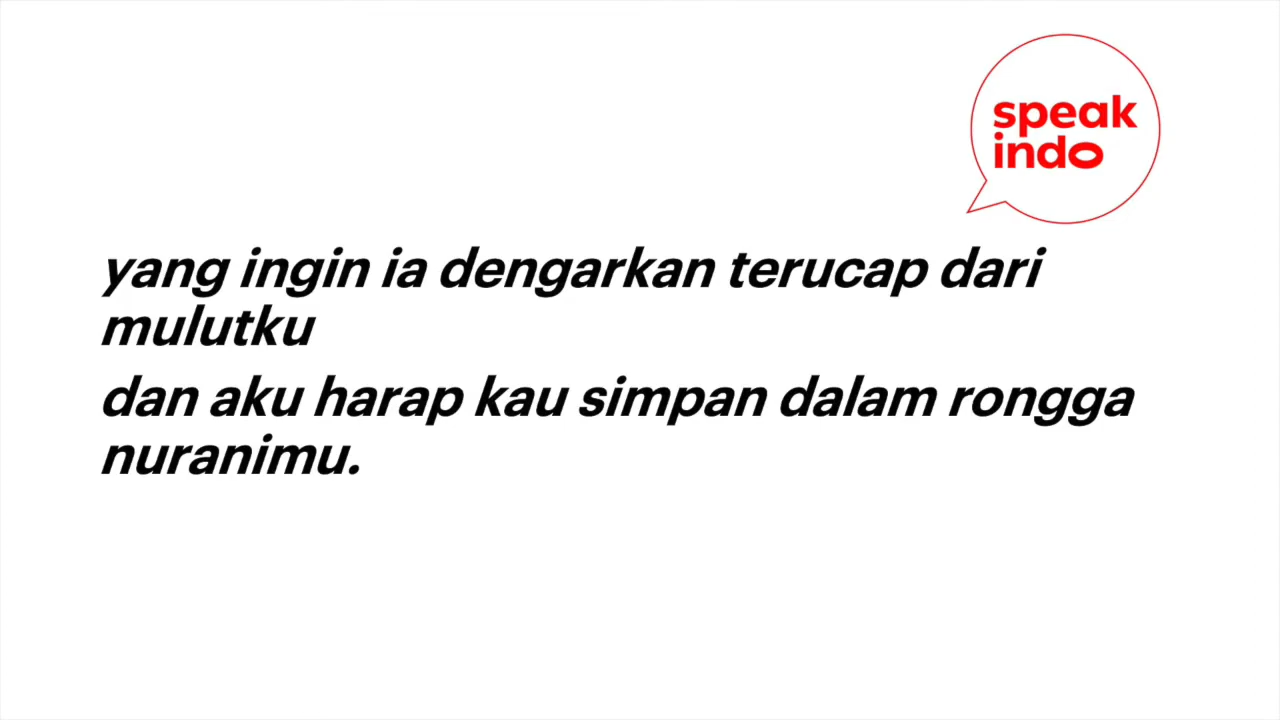 speak
indo
yang ingin ia dengarkan terucap dari
mulutku
dan aku harap kau simpan dalam rongga
nuranimu.